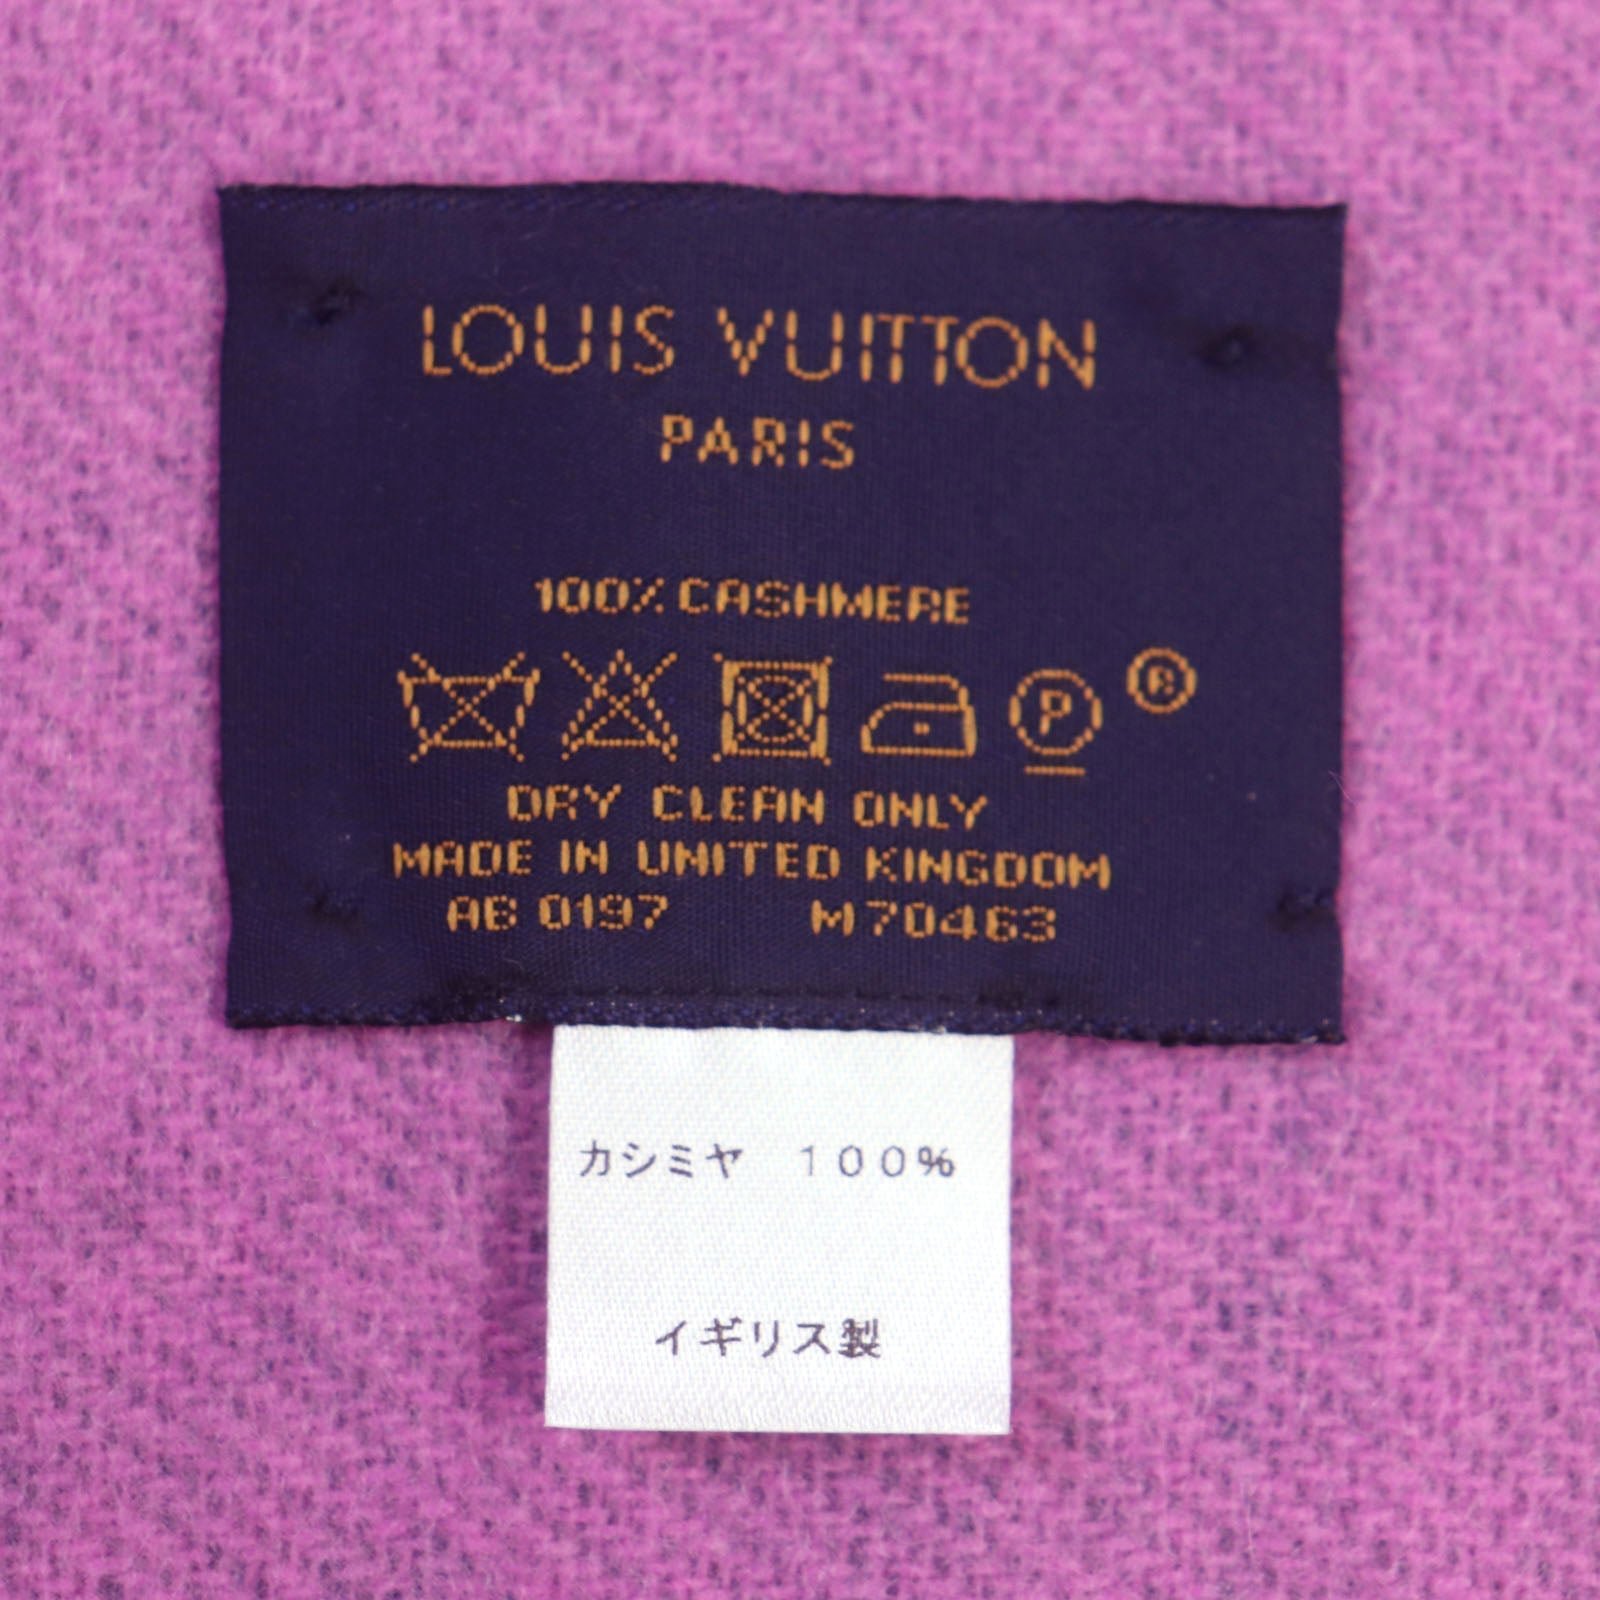 LOUIS VUITTON
PARIS
100% CASHMERE
P ®
DRY CLEAN ONLY
MADE IN UNITED KINGDOM
AB 0197 M70463
カシミヤ 100%
イギリス製